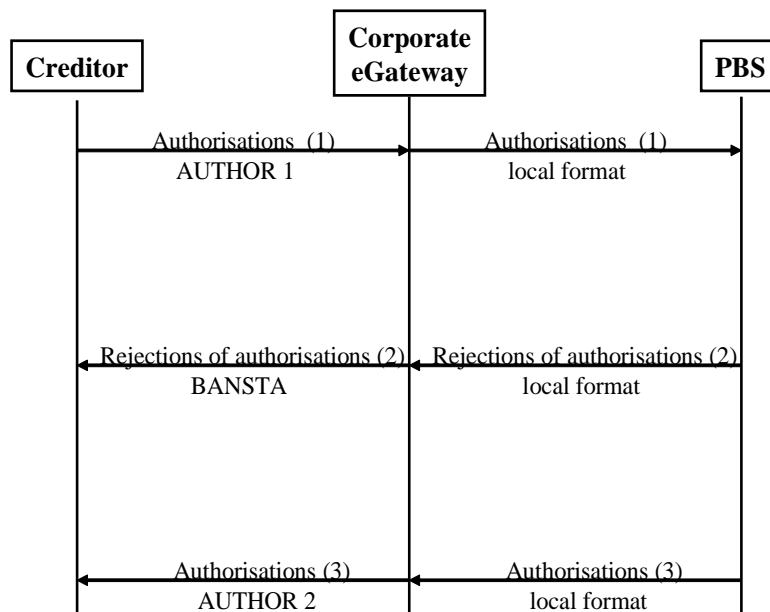 Creditor
Corporate
eGateway
PBS
Authorisations (1)
AUTHOR 1
Authorisations (1)
local format
Rejections of authorisations (2)
BANSTA
Rejections of authorisations (2)
local format
Authorisations (3)
AUTHOR 2
Authorisations (3)
local format